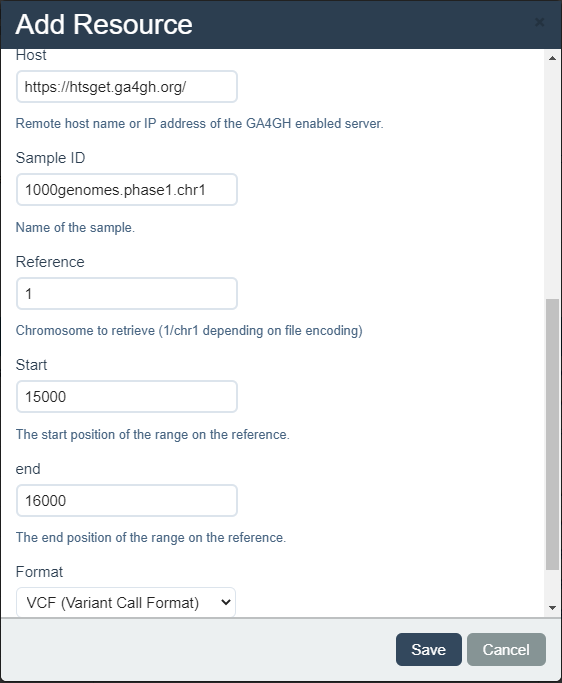 Add Resource
×
Host
https://htsget.ga4gh.org/
Remote host name or IP address of the GA4GH enabled server.
Sample ID
1000genomes.phase1.chr1
Name of the sample.
Reference
1
Chromosome to retrieve (1/chr1 depending on file encoding)
Start
15000
The start position of the range on the reference.
end
16000
The end position of the range on the reference.
Format
VCF (Variant Call Format)
Save Cancel